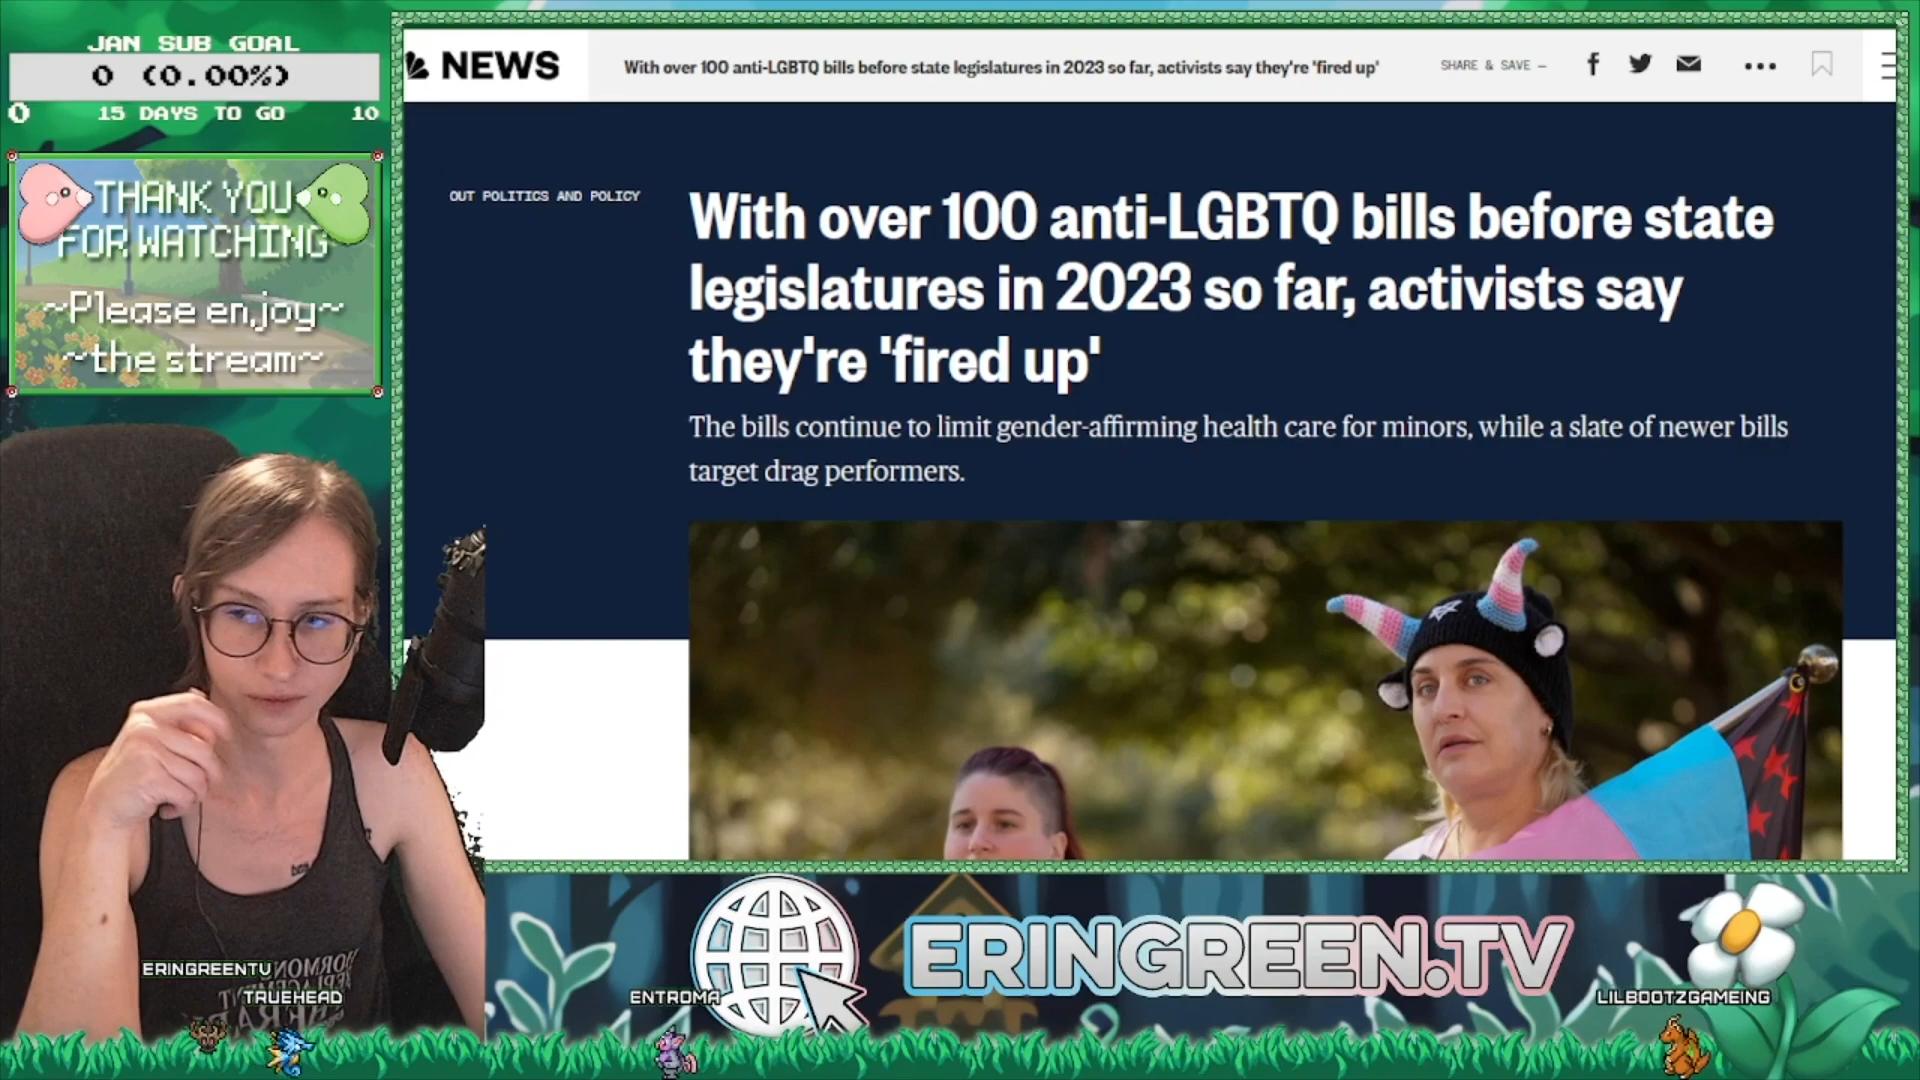 JAN SUB GOAL
0 (0.00%)
0 15 DAYS TO GO 10
THANK YOU
FOR WATCHING
~Please enjoy~
~the stream~
NEWS
With over 100 anti-LGBTQ bills before state legislatures in 2023 so far, activists say they're 'fired up'
SHARE & SAVE —
OUT POLITICS AND POLICY
With over 100 anti-LGBTQ bills before state
legislatures in 2023 so far, activists say
they're 'fired up'
The bills continue to limit gender-affirming health care for minors, while a slate of newer bills
target drag performers.
ERINGREENTV
TRUEHEAD
ENTROMA
ERINGREEN.TV
LILBOOTZGAMEING